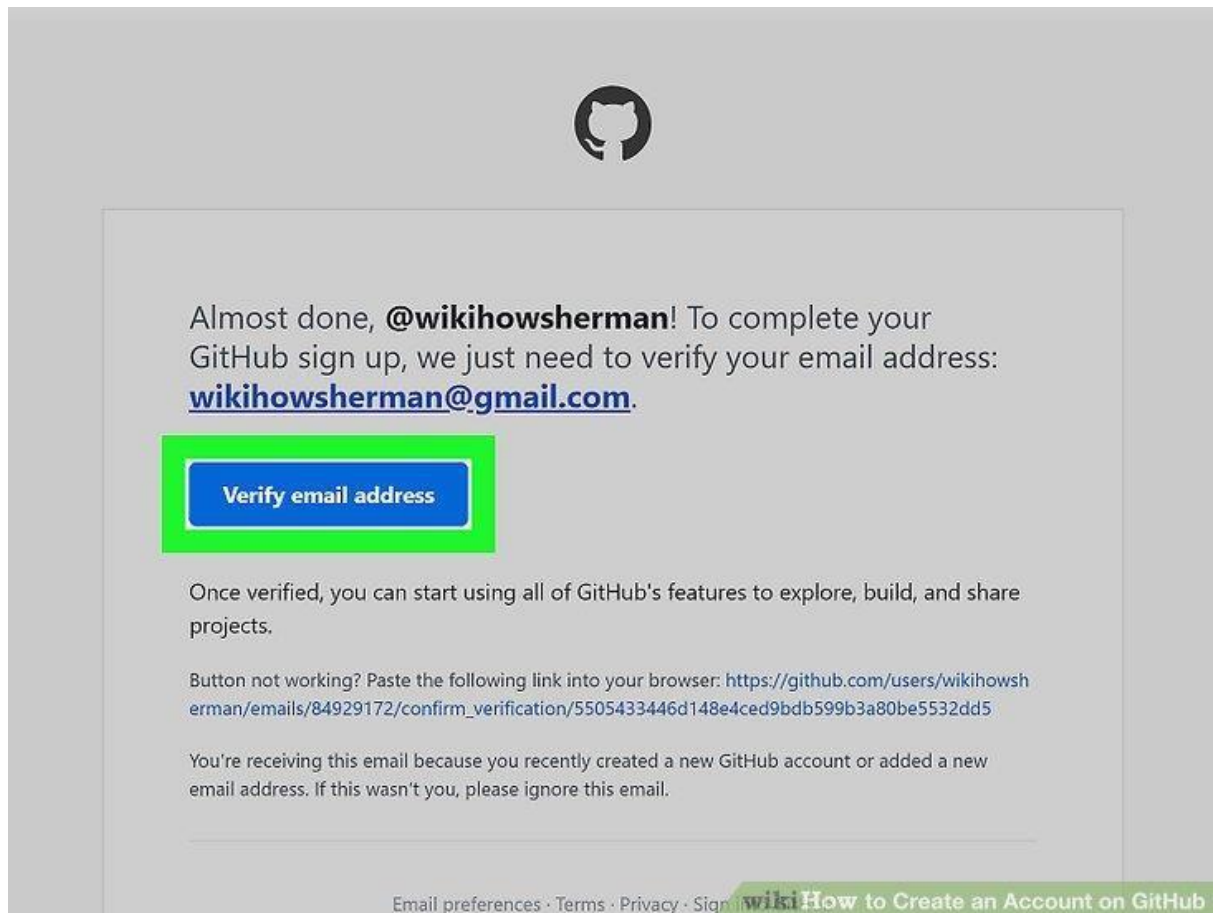 Almost done, @wikihowsherman! To complete your
GitHub sign up, we just need to verify your email address:
wikihowsherman@gmail.com.
Verify email address
Once verified, you can start using all of GitHub's features to explore, build, and share
projects.
Button not working? Paste the following link into your browser: https://github.com/users/wikihowsh
erman/emails/84929172/confirm_verification/5505433446d148e4ced9bdb599b3a80be5532dd5
You're receiving this email because you recently created a new GitHub account or added a new
email address. If this wasn't you, please ignore this email.
Email preferences · Terms · Privacy · Sign
wikiHow to Create an Account on GitHub